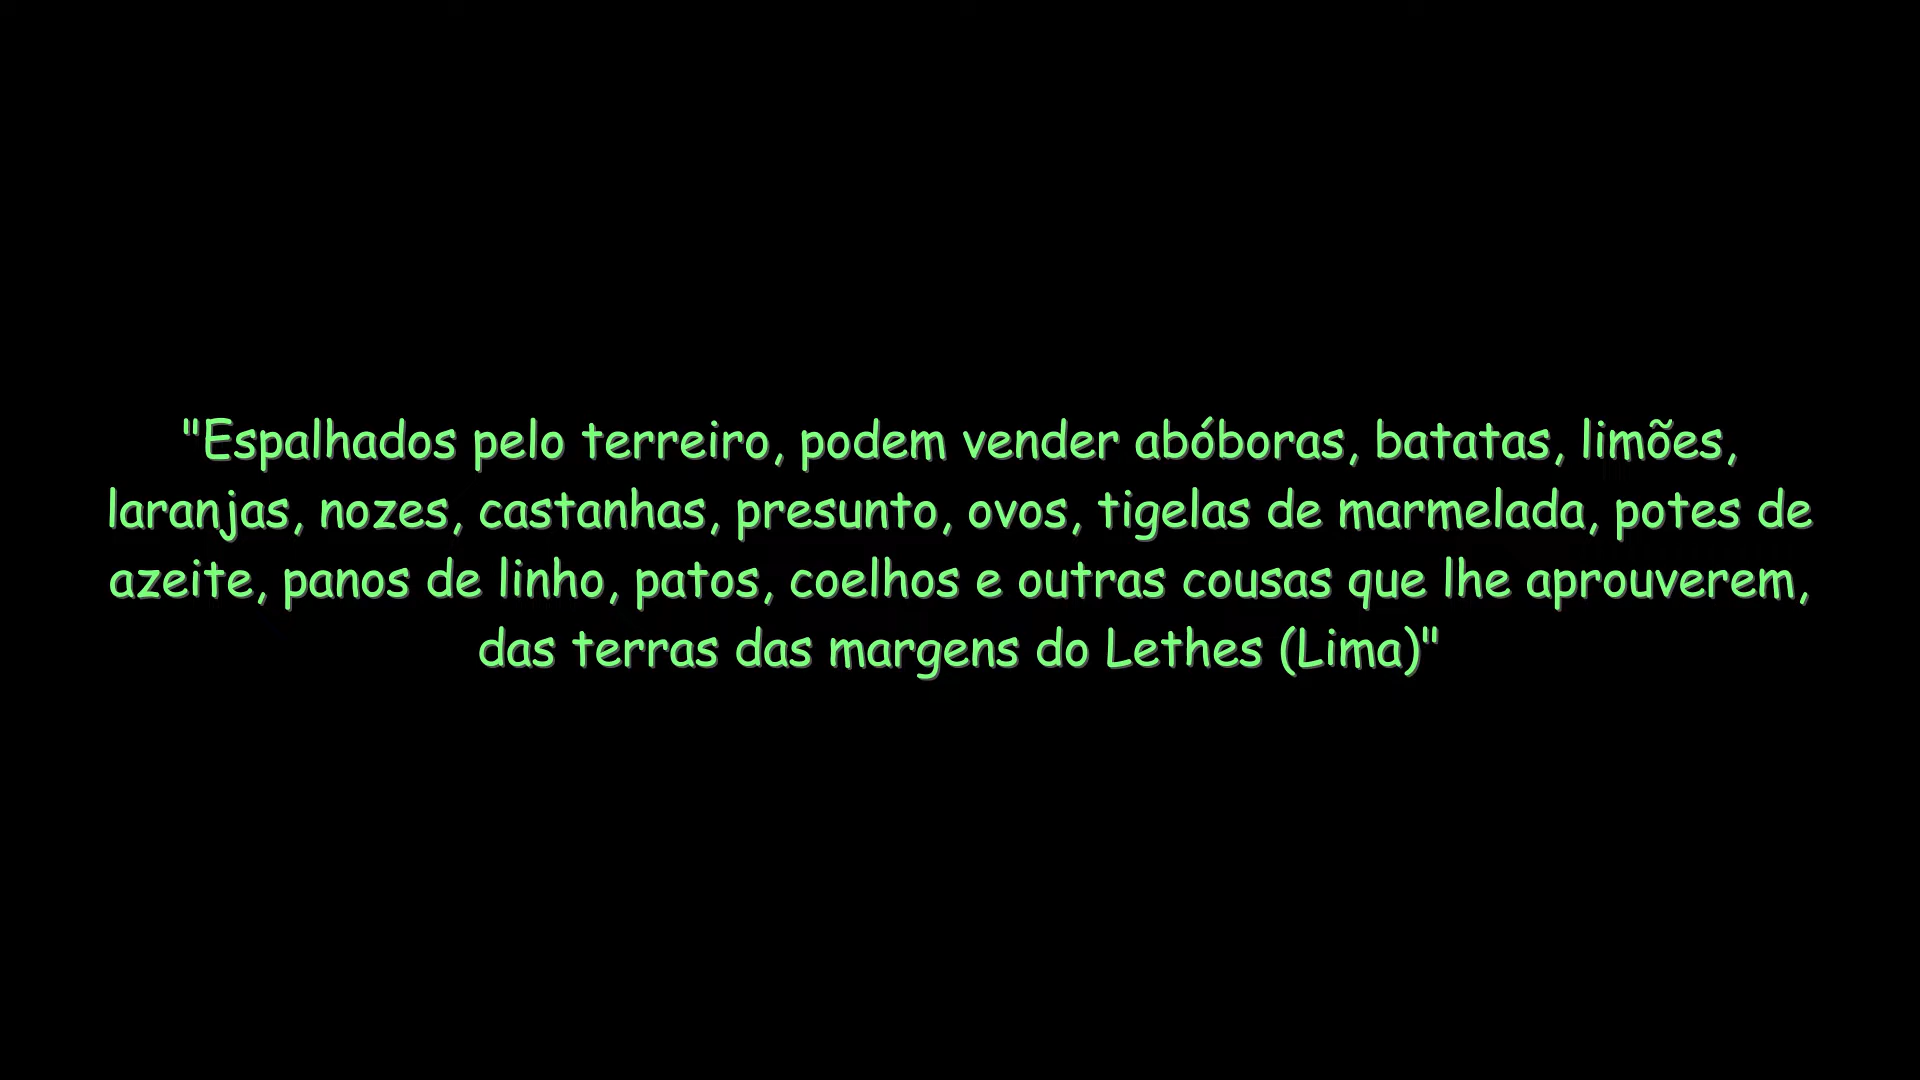 "Espalhados pelo terreiro, podem vender abóboras, batatas, limões,
laranjas, nozes, castanhas, presunto, ovos, tigelas de marmelada, potes de
azeite, panos de linho, patos, coelhos e outras cousas que lhe aprouverem,
das terras das margens do Lethes (Lima)"